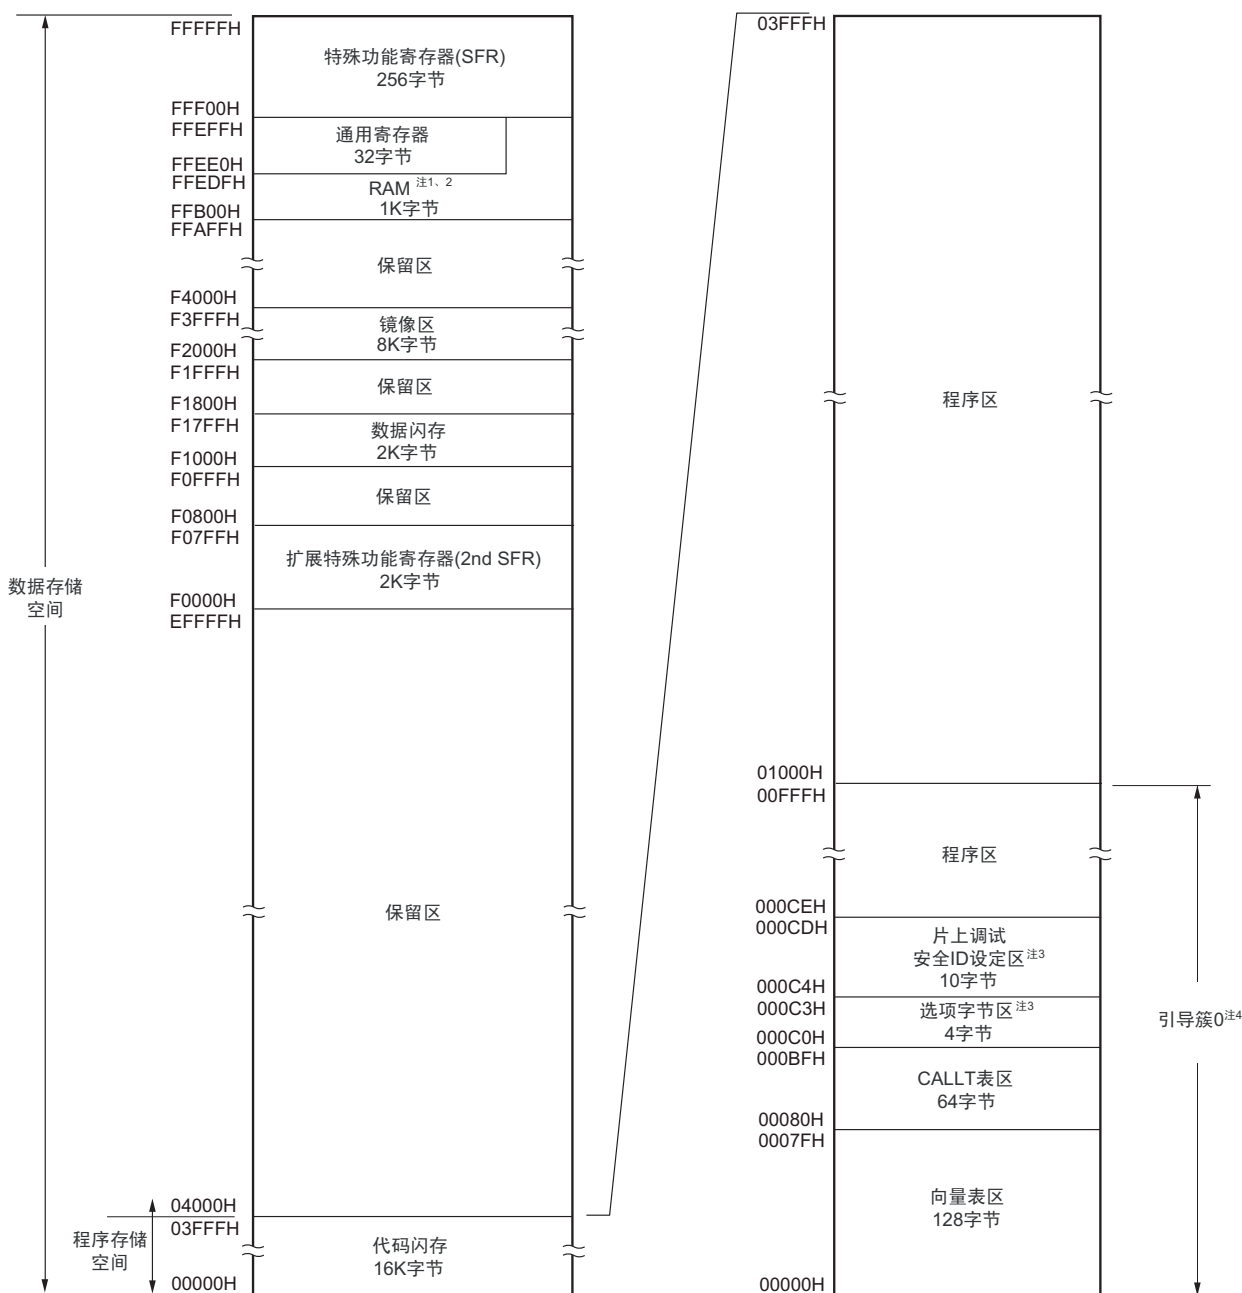 FFFFFH
特殊功能寄存器(SFR)
256字节
FFF00H
FFEFFH
通用寄存器
32字节
FFEE0H
FFEDFH
RAM 注1、2
1K字节
FFB00H
FFAFFH
保留区
F4000H
F3FFFH
镜像区
8K字节
F2000H
F1FFFH
保留区
F1800H
F17FFH
数据闪存
2K字节
F1000H
F0FFFH
保留区
F0800H
F07FFH
扩展特殊功能寄存器(2nd SFR)
2K字节
F0000H
EFFFFH
数据存储
空间
保留区
04000H
03FFFH
程序存储
空间
代码闪存
16K字节
00000H
03FFFH
程序区
01000H
00FFFH
程序区
000CEH
000CDH
片上调试
安全ID设定区注3
10字节
000C4H
000C3H
选项字节区注3
4字节
000C0H
000BFH
CALLT表区
64字节
00080H
0007FH
向量表区
128字节
00000H
引导簇0注4